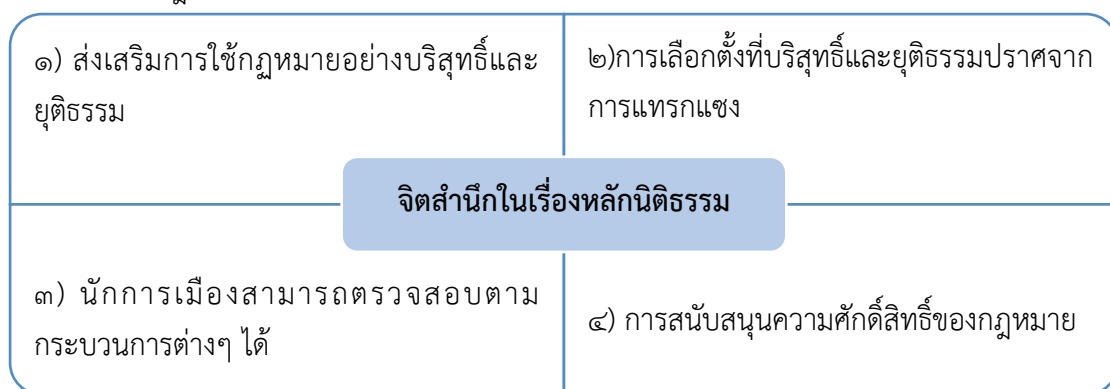 ๑) ส่งเสริมการใช้กฎหมายอย่างบริสุทธิ์และ
ยุติธรรม
๒)การเลือกตั้งที่บริสุทธิ์และยุติธรรมปราศจาก
การแทรกแซง
จิตสำนึกในเรื่องหลักนิติธรรม
๓) นักการเมืองสามารถตรวจสอบตาม
กระบวนการต่างๆ ได้
๔) การสนับสนุนความศักดิ์สิทธิ์ของกฎหมาย